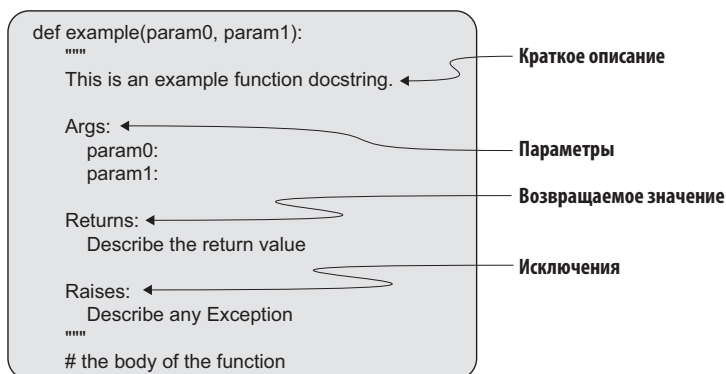 def example(param0, param1):
"""
This is an example function docstring.
Краткое описание
Args:
param0:
param1:
Параметры
Returns:
Describe the return value
Возвращаемое значение
Raises:
Describe any Exception
Исключения
"""
# the body of the function